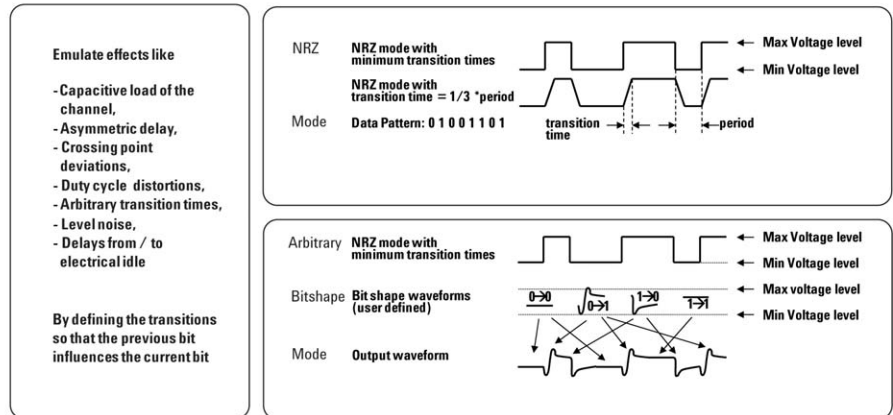 Emulate effects like
- Capacitive load of the
channel,
- Asymmetric delay,
- Crossing point
deviations,
- Duty cycle distortions,
- Arbitrary transition times,
- Level noise,
- Delays from / to
electrical idle
By defining the transitions
so that the previous bit
influences the current bit
NRZ
NRZ mode with
minimum transition times
Max Voltage level
Min Voltage level
NRZ mode with
transition time = 1/3 *period
Mode
Data Pattern: 0 1 0 0 1 1 0 1
transition
time
period
Arbitrary
NRZ mode with
minimum transition times
Max Voltage level
Min Voltage level
Bitshape
Bit shape waveforms
(user defined)
0→0
0→1
1→0
1→1
Max voltage level
Min Voltage level
Mode
Output waveform